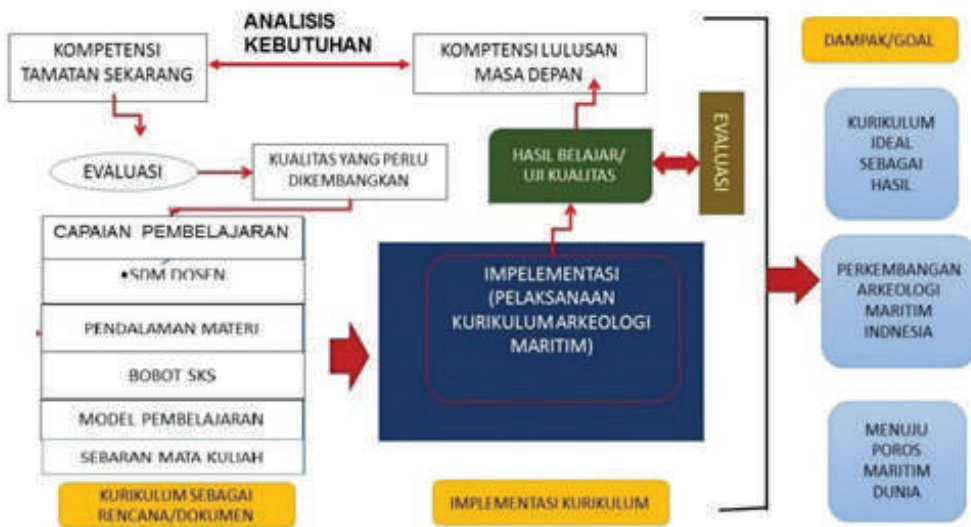 ANALISIS
KEBUTUHAN
KOMPETENSI
TAMATAN SEKARANG
KOMPTENSI LULUSAN
MASA DEPAN
DAMPAK/GOAL
EVALUASI
KUALITAS YANG PERLU
DIKEMBANGKAN
HASIL BELAJAR/
UJI KUALITAS
EVALUASI
KURIKULUM
IDEAL
SEBAGAI
HASIL
CAPAIAN PEMBELAJARAN
•SDM DOSEN
PENDALAMAN MATERI
BOBOT SKS
MODEL PEMBELAJARAN
SEBARAN MATA KULIAH
IMPELEMENTASI
(PELAKSANAAN
KURIKULUM ARKEOLOGI
MARITIM)
PERKEMBANGAN
ARKEOLOGI
MARITIM
INDNESIA
MENUJU
POROS
MARITIM
DUNIA
KURIKULUM SEBAGAI
RENCANA/DOKUMEN
IMPLEMENTASI KURIKULUM